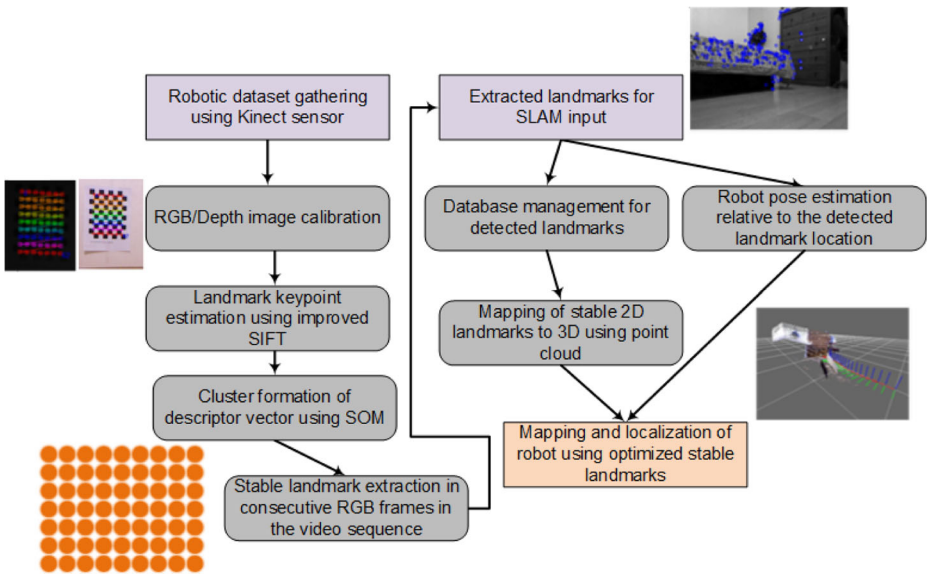 Robotic dataset gathering
using Kinect sensor
RGB/Depth image calibration
Landmark keypoint
estimation using improved
SIFT
Cluster formation of
descriptor vector using SOM
Stable landmark extraction in
consecutive RGB frames in
the video sequence
Extracted landmarks for
SLAM input
Database management for
detected landmarks
Robot pose estimation
relative to the detected
landmark location
Mapping of stable 2D
landmarks to 3D using point
cloud
Mapping and localization of
robot using optimized stable
landmarks